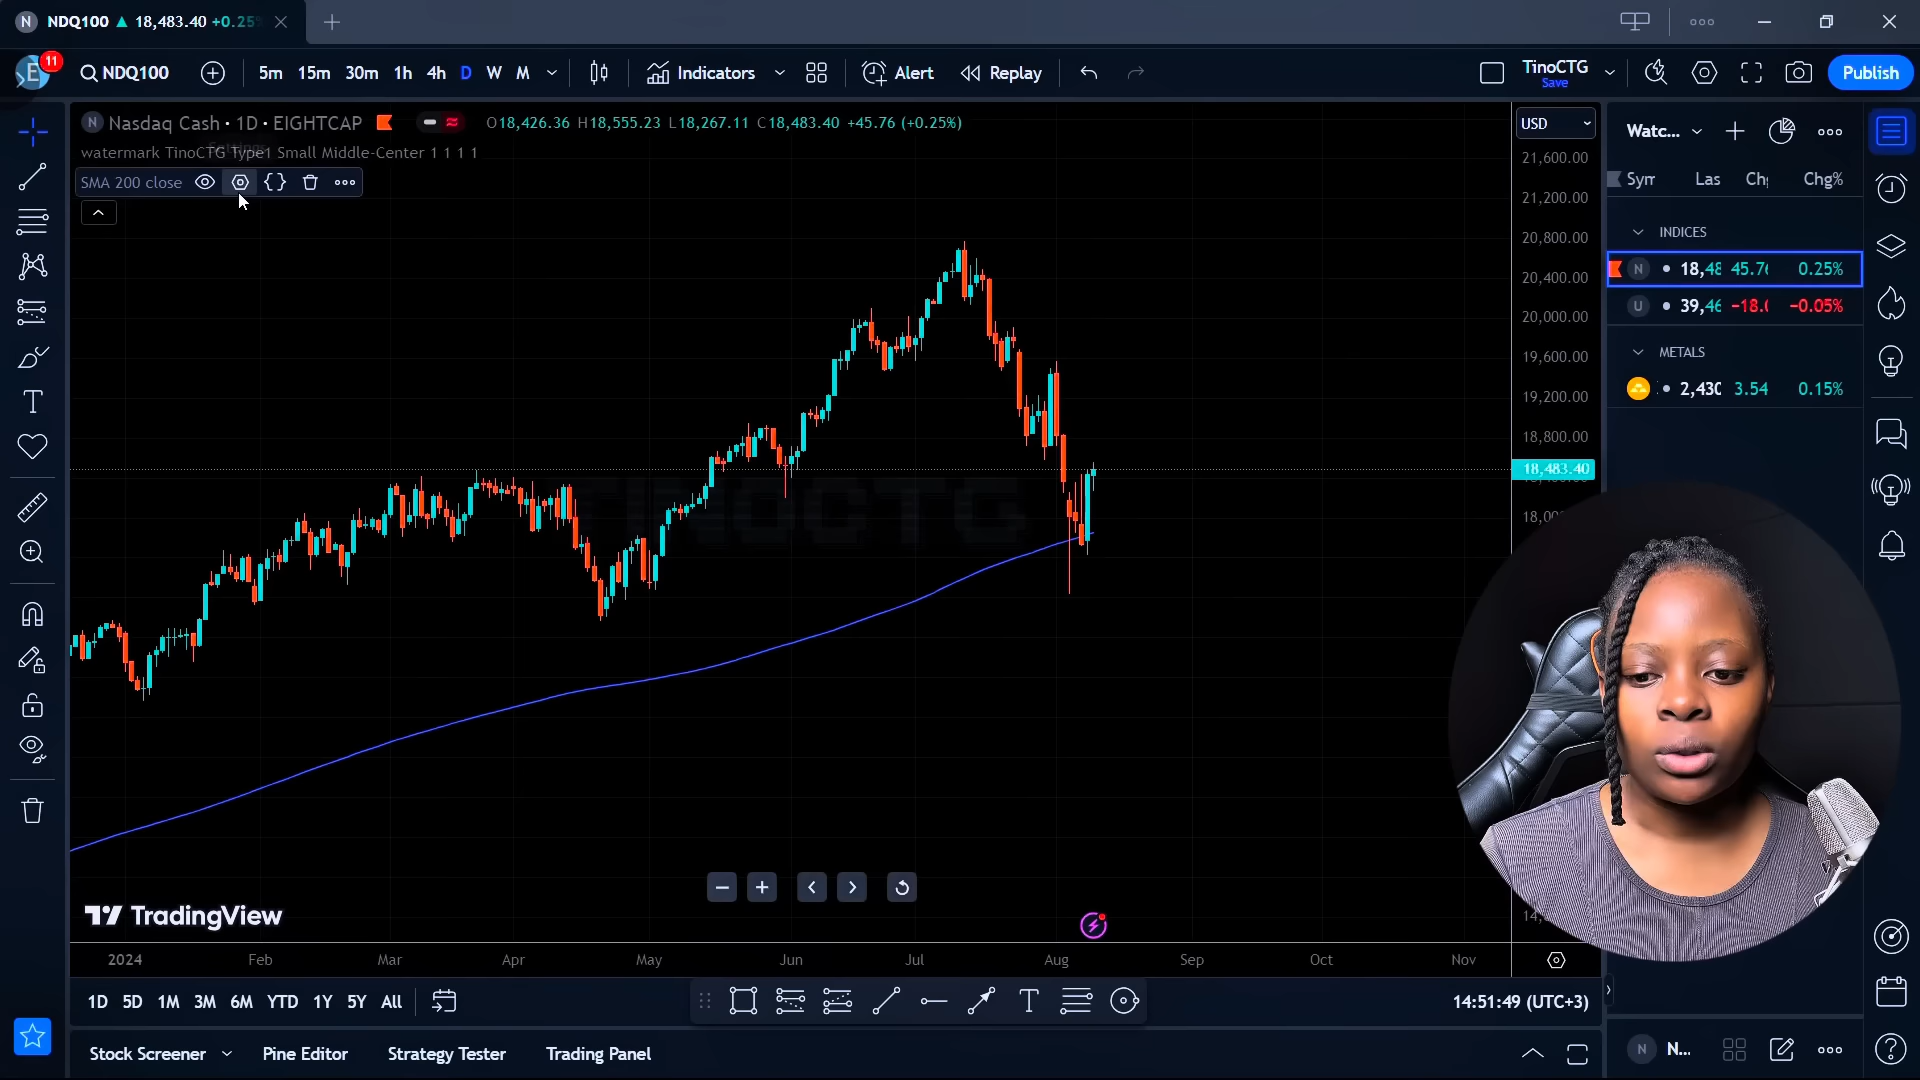 N NDQ100 ▲ 18,483.40 +0.25
E 11 NDQ100 5m 15m 30m 1h 4h D W M Indicators Alert Replay TinoCTG Save Publish
N Nasdaq Cash · 1D · EIGHTCAP O18,426.36 H18,555.23 L18,267.11 C18,483.40 +45.76 (+0.25%)
watermark TinoCTG Type1 Small Middle-Center 1 1 1 1
SMA 200 close
USD
21,600.00
21,200.00
20,800.00
20,400.00
20,000.00
19,600.00
19,200.00
18,800.00
18,483.40
18,00
14,
TINOCTG
Watc...
Sym Las Chg Chg%
INDICES
N 18,48 45.76 0.25%
U 39,46 −18.0 −0.05%
METALS
2,430 3.54 0.15%
TradingView
2024 Feb Mar Apr May Jun Jul Aug Sep Oct Nov
1D 5D 1M 3M 6M YTD 1Y 5Y All
14:51:49 (UTC+3)
Stock Screener Pine Editor Strategy Tester Trading Panel
N N...